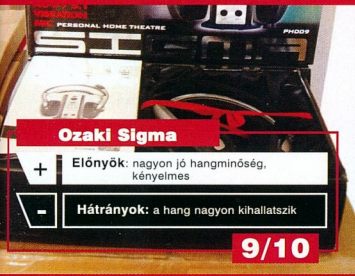 PERSONAL HOME THEATRE
PH009
Ozaki Sigma
+ Előnyök: nagyon jó hangminőség,
kényelmes
- Hátrányok: a hang nagyon kihallatszik
9/10